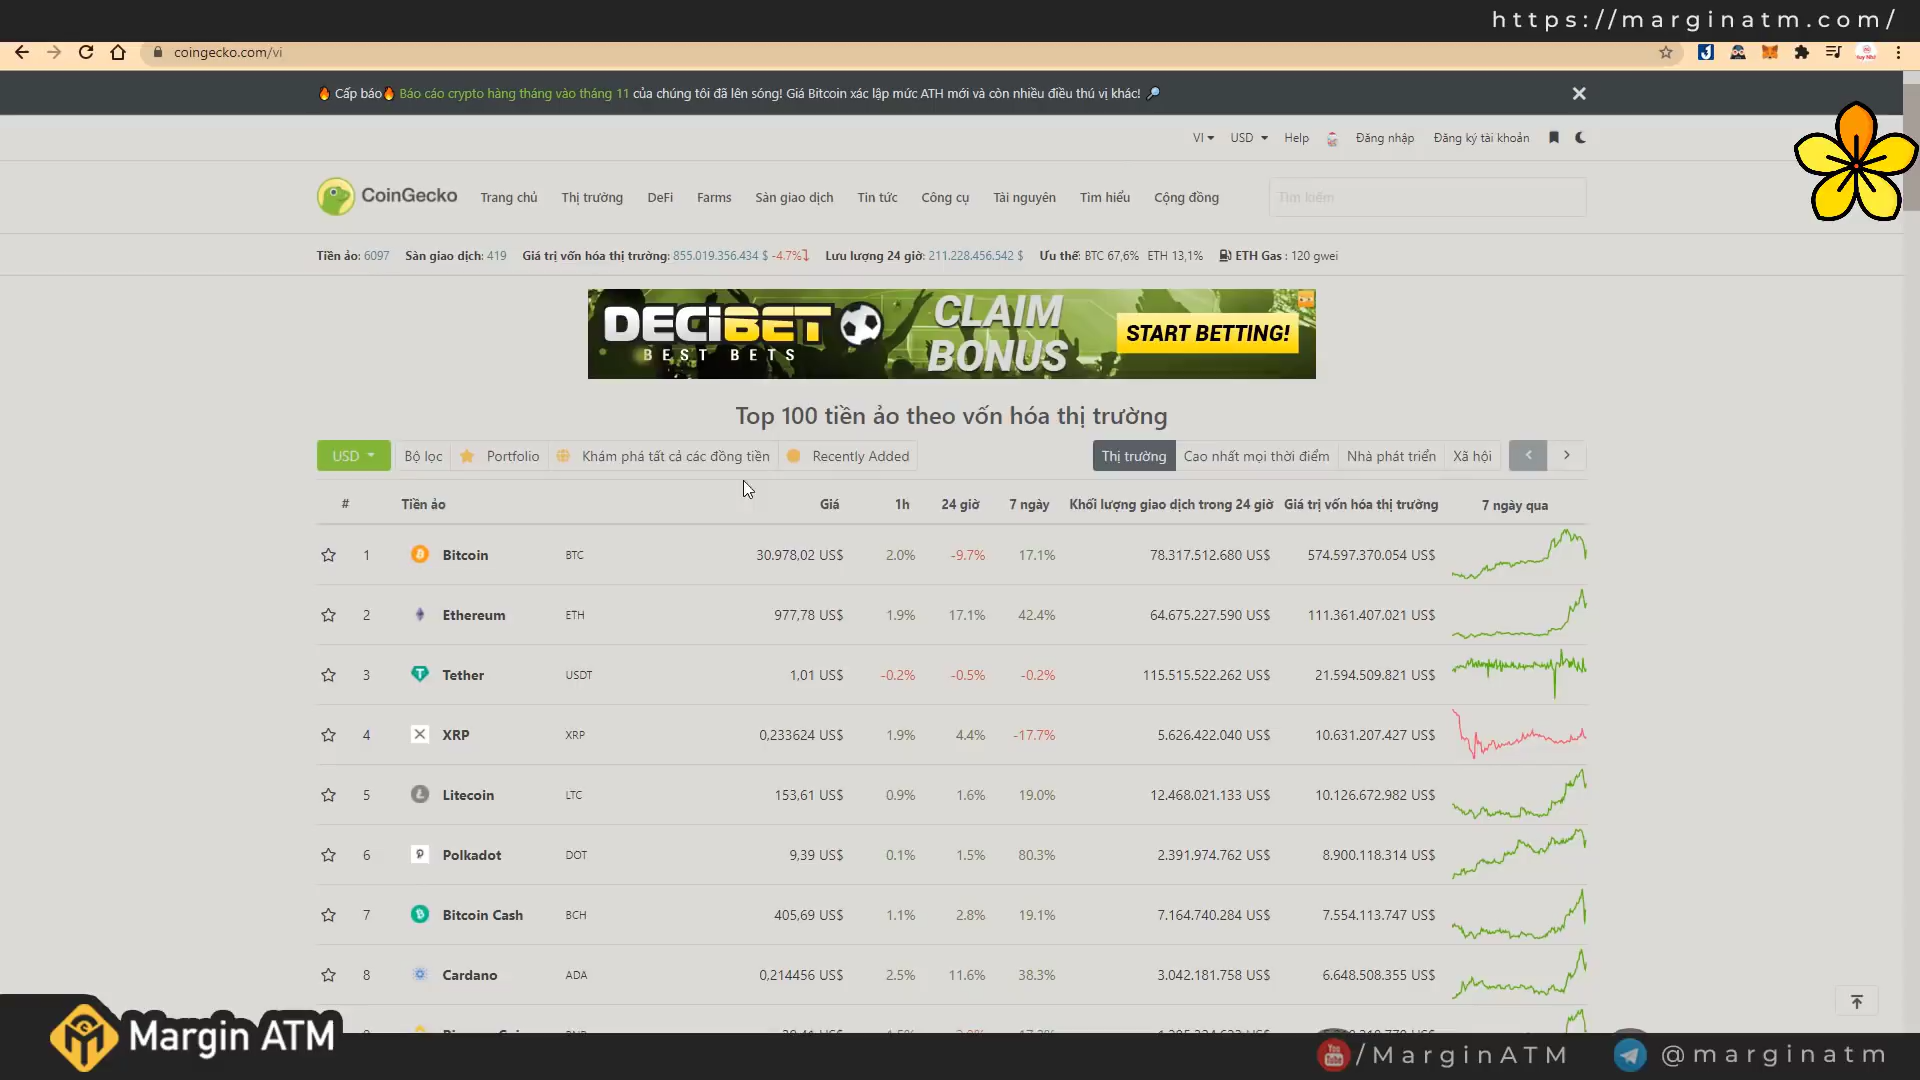 https://marginatm.com/
coingecko.com/vi
Cấp báo Báo cáo crypto hàng tháng vào tháng 11 của chúng tôi đã lên sóng! Giá Bitcoin xác lập mức ATH mới và còn nhiều điều thú vị khác!
VI USD Help Đăng nhập Đăng ký tài khoản
CoinGecko Trang chủ Thị trường DeFi Farms Sàn giao dịch Tin tức Công cụ Tài nguyên Tìm hiểu Cộng đồng Tìm kiếm
Tiền ảo: 6097 Sàn giao dịch: 419 Giá trị vốn hóa thị trường: 855.019.356.434 $ -4.7% Lưu lượng 24 giờ: 211.228.456.542 $ Ưu thế: BTC 67,6% ETH 13,1% ETH Gas : 120 gwei
DECIBET BEST BETS CLAIM BONUS START BETTING!
Top 100 tiền ảo theo vốn hóa thị trường
USD Bộ lọc Portfolio Khám phá tất cả các đồng tiền Recently Added Thị trường Cao nhất mọi thời điểm Nhà phát triển Xã hội
# Tiền ảo Giá 1h 24 giờ 7 ngày Khối lượng giao dịch trong 24 giờ Giá trị vốn hóa thị trường 7 ngày qua
1 Bitcoin BTC 30.978,02 US$ 2.0% -9.7% 17.1% 78.317.512.680 US$ 574.597.370.054 US$
2 Ethereum ETH 977,78 US$ 1.9% 17.1% 42.4% 64.675.227.590 US$ 111.361.407.021 US$
3 Tether USDT 1,01 US$ -0.2% -0.5% -0.2% 115.515.522.262 US$ 21.594.509.821 US$
4 XRP XRP 0,233624 US$ 1.9% 4.4% -17.7% 5.626.422.040 US$ 10.631.207.427 US$
5 Litecoin LTC 153,61 US$ 0.9% 1.6% 19.0% 12.468.021.133 US$ 10.126.672.982 US$
6 Polkadot DOT 9,39 US$ 0.1% 1.5% 80.3% 2.391.974.762 US$ 8.900.118.314 US$
7 Bitcoin Cash BCH 405,69 US$ 1.1% 2.8% 19.1% 7.164.740.284 US$ 7.554.113.747 US$
8 Cardano ADA 0,214456 US$ 2.5% 11.6% 38.3% 3.042.181.758 US$ 6.648.508.355 US$
Margin ATM
You Tube /MarginATM @marginatm